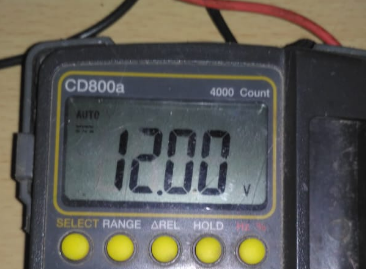 CD800a
4000 Count
AUTO
12.00 V
SELECT RANGE ΔREL HOLD